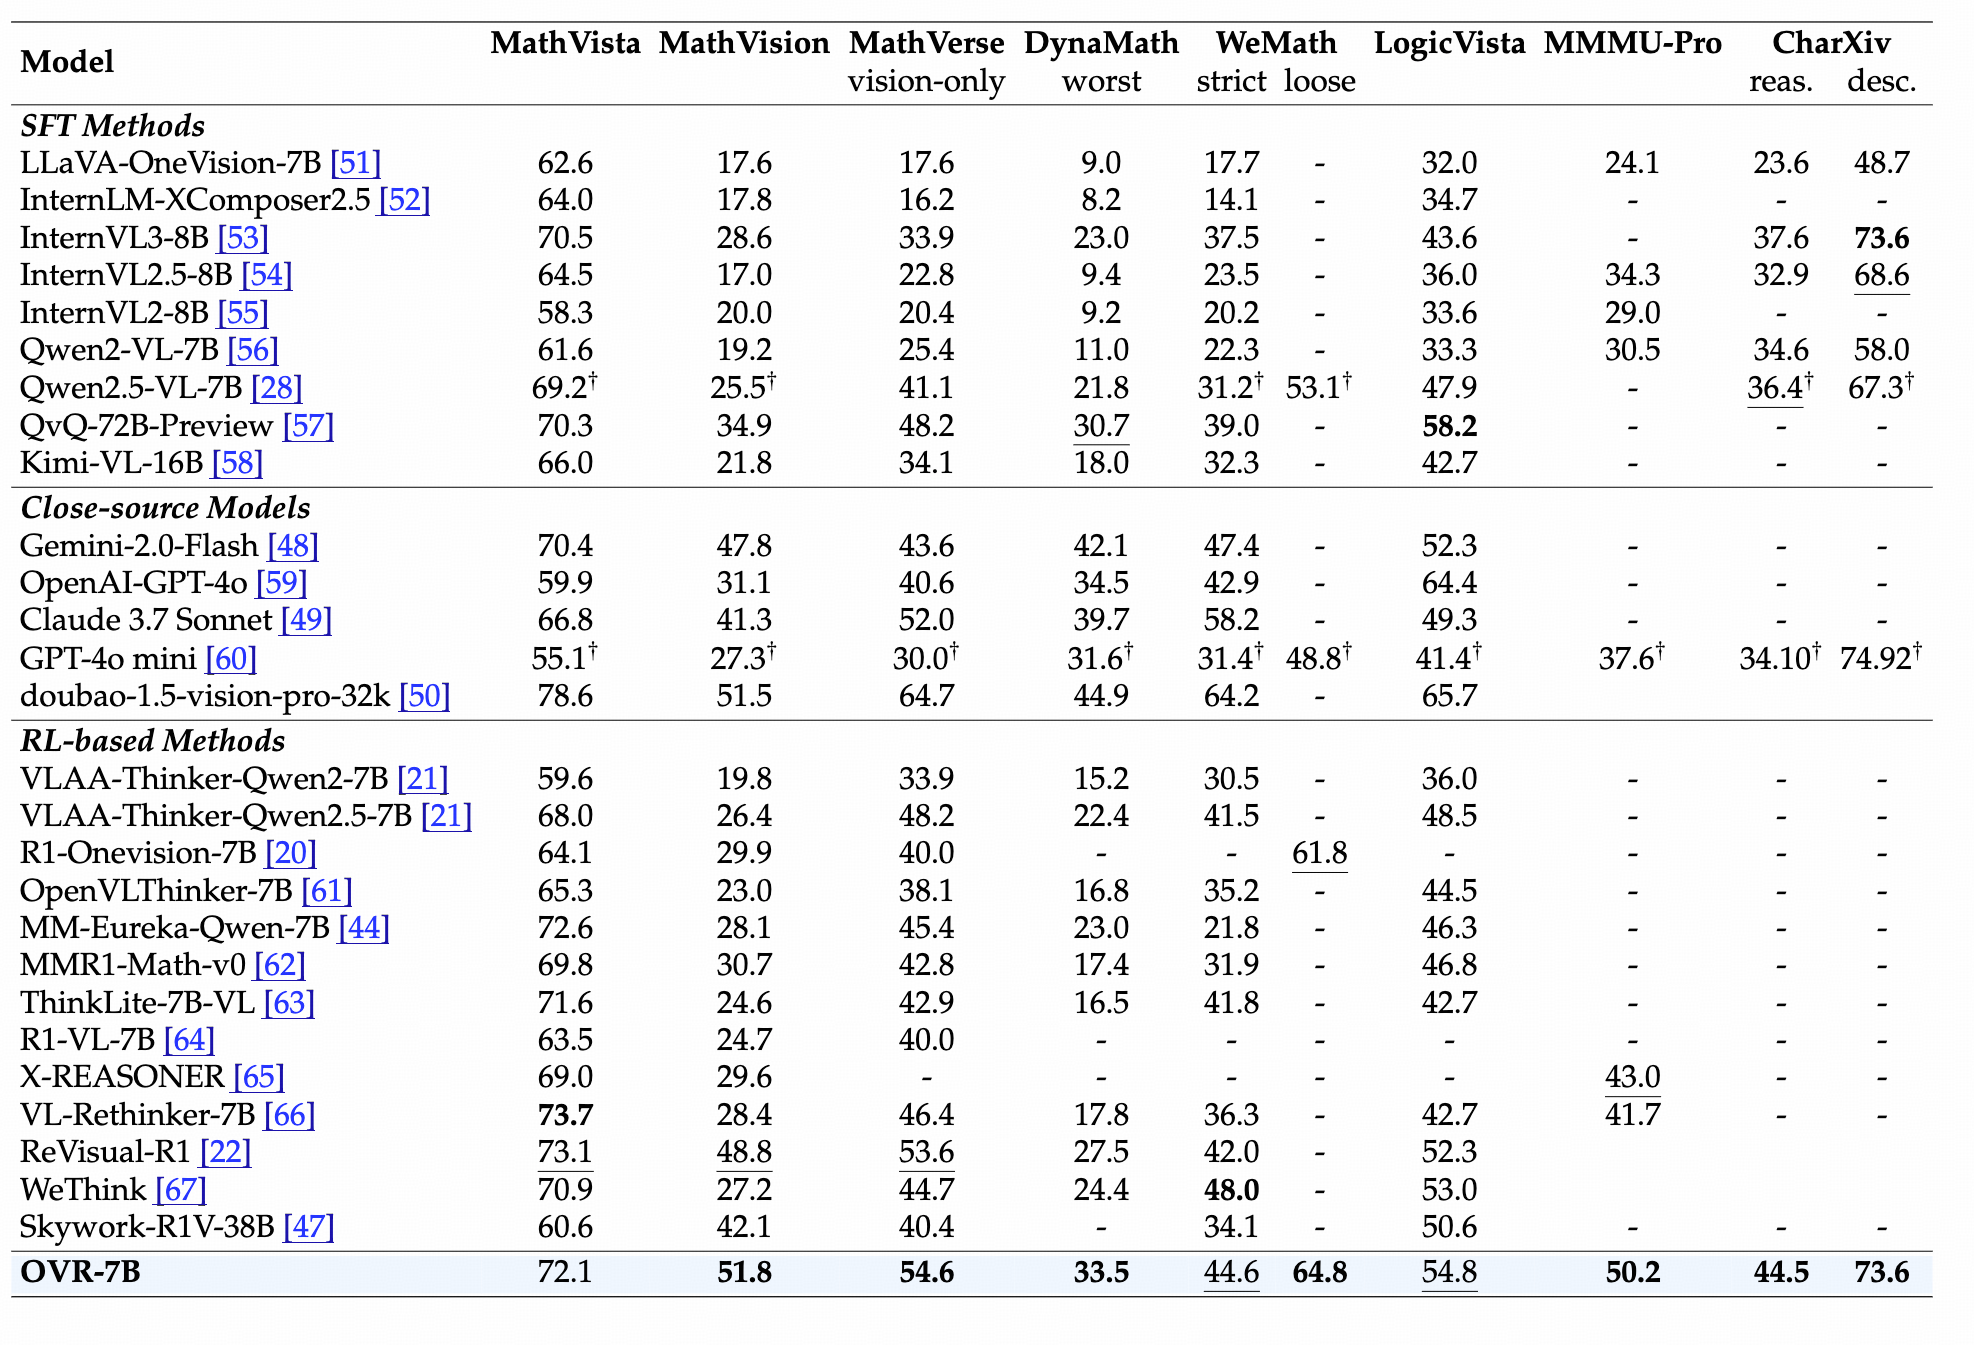 Model MathVista MathVision MathVerse DynaMath WeMath LogicVista MMMU-Pro CharXiv
vision-only worst strict loose reas. desc.
SFT Methods
LLaVA-OneVision-7B [51] 62.6 17.6 17.6 9.0 17.7 - 32.0 24.1 23.6 48.7
InternLM-XComposer2.5 [52] 64.0 17.8 16.2 8.2 14.1 - 34.7 - - -
InternVL3-8B [53] 70.5 28.6 33.9 23.0 37.5 - 43.6 - 37.6 73.6
InternVL2.5-8B [54] 64.5 17.0 22.8 9.4 23.5 - 36.0 34.3 32.9 68.6
InternVL2-8B [55] 58.3 20.0 20.4 9.2 20.2 - 33.6 29.0 - -
Qwen2-VL-7B [56] 61.6 19.2 25.4 11.0 22.3 - 33.3 30.5 34.6 58.0
Qwen2.5-VL-7B [28] 69.2† 25.5† 41.1 21.8 31.2† 53.1† 47.9 - 36.4† 67.3†
QvQ-72B-Preview [57] 70.3 34.9 48.2 30.7 39.0 - 58.2 - - -
Kimi-VL-16B [58] 66.0 21.8 34.1 18.0 32.3 - 42.7 - - -
Close-source Models
Gemini-2.0-Flash [48] 70.4 47.8 43.6 42.1 47.4 - 52.3 - - -
OpenAI-GPT-4o [59] 59.9 31.1 40.6 34.5 42.9 - 64.4 - - -
Claude 3.7 Sonnet [49] 66.8 41.3 52.0 39.7 58.2 - 49.3 - - -
GPT-4o mini [60] 55.1† 27.3† 30.0† 31.6† 31.4† 48.8† 41.4† 37.6† 34.10† 74.92†
doubao-1.5-vision-pro-32k [50] 78.6 51.5 64.7 44.9 64.2 - 65.7
RL-based Methods
VLAA-Thinker-Qwen2-7B [21] 59.6 19.8 33.9 15.2 30.5 - 36.0 - - -
VLAA-Thinker-Qwen2.5-7B [21] 68.0 26.4 48.2 22.4 41.5 - 48.5 - - -
R1-Onevision-7B [20] 64.1 29.9 40.0 - - 61.8 - - - -
OpenVLThinker-7B [61] 65.3 23.0 38.1 16.8 35.2 - 44.5 - - -
MM-Eureka-Qwen-7B [44] 72.6 28.1 45.4 23.0 21.8 - 46.3 - - -
MMR1-Math-v0 [62] 69.8 30.7 42.8 17.4 31.9 - 46.8 - - -
ThinkLite-7B-VL [63] 71.6 24.6 42.9 16.5 41.8 - 42.7 - - -
R1-VL-7B [64] 63.5 24.7 40.0 - - - - - - -
X-REASONER [65] 69.0 29.6 - - - - - 43.0 - -
VL-Rethinker-7B [66] 73.7 28.4 46.4 17.8 36.3 - 42.7 41.7 - -
ReVisual-R1 [22] 73.1 48.8 53.6 27.5 42.0 - 52.3
WeThink [67] 70.9 27.2 44.7 24.4 48.0 - 53.0
Skywork-R1V-38B [47] 60.6 42.1 40.4 - 34.1 - 50.6 - - -
OVR-7B 72.1 51.8 54.6 33.5 44.6 64.8 54.8 50.2 44.5 73.6